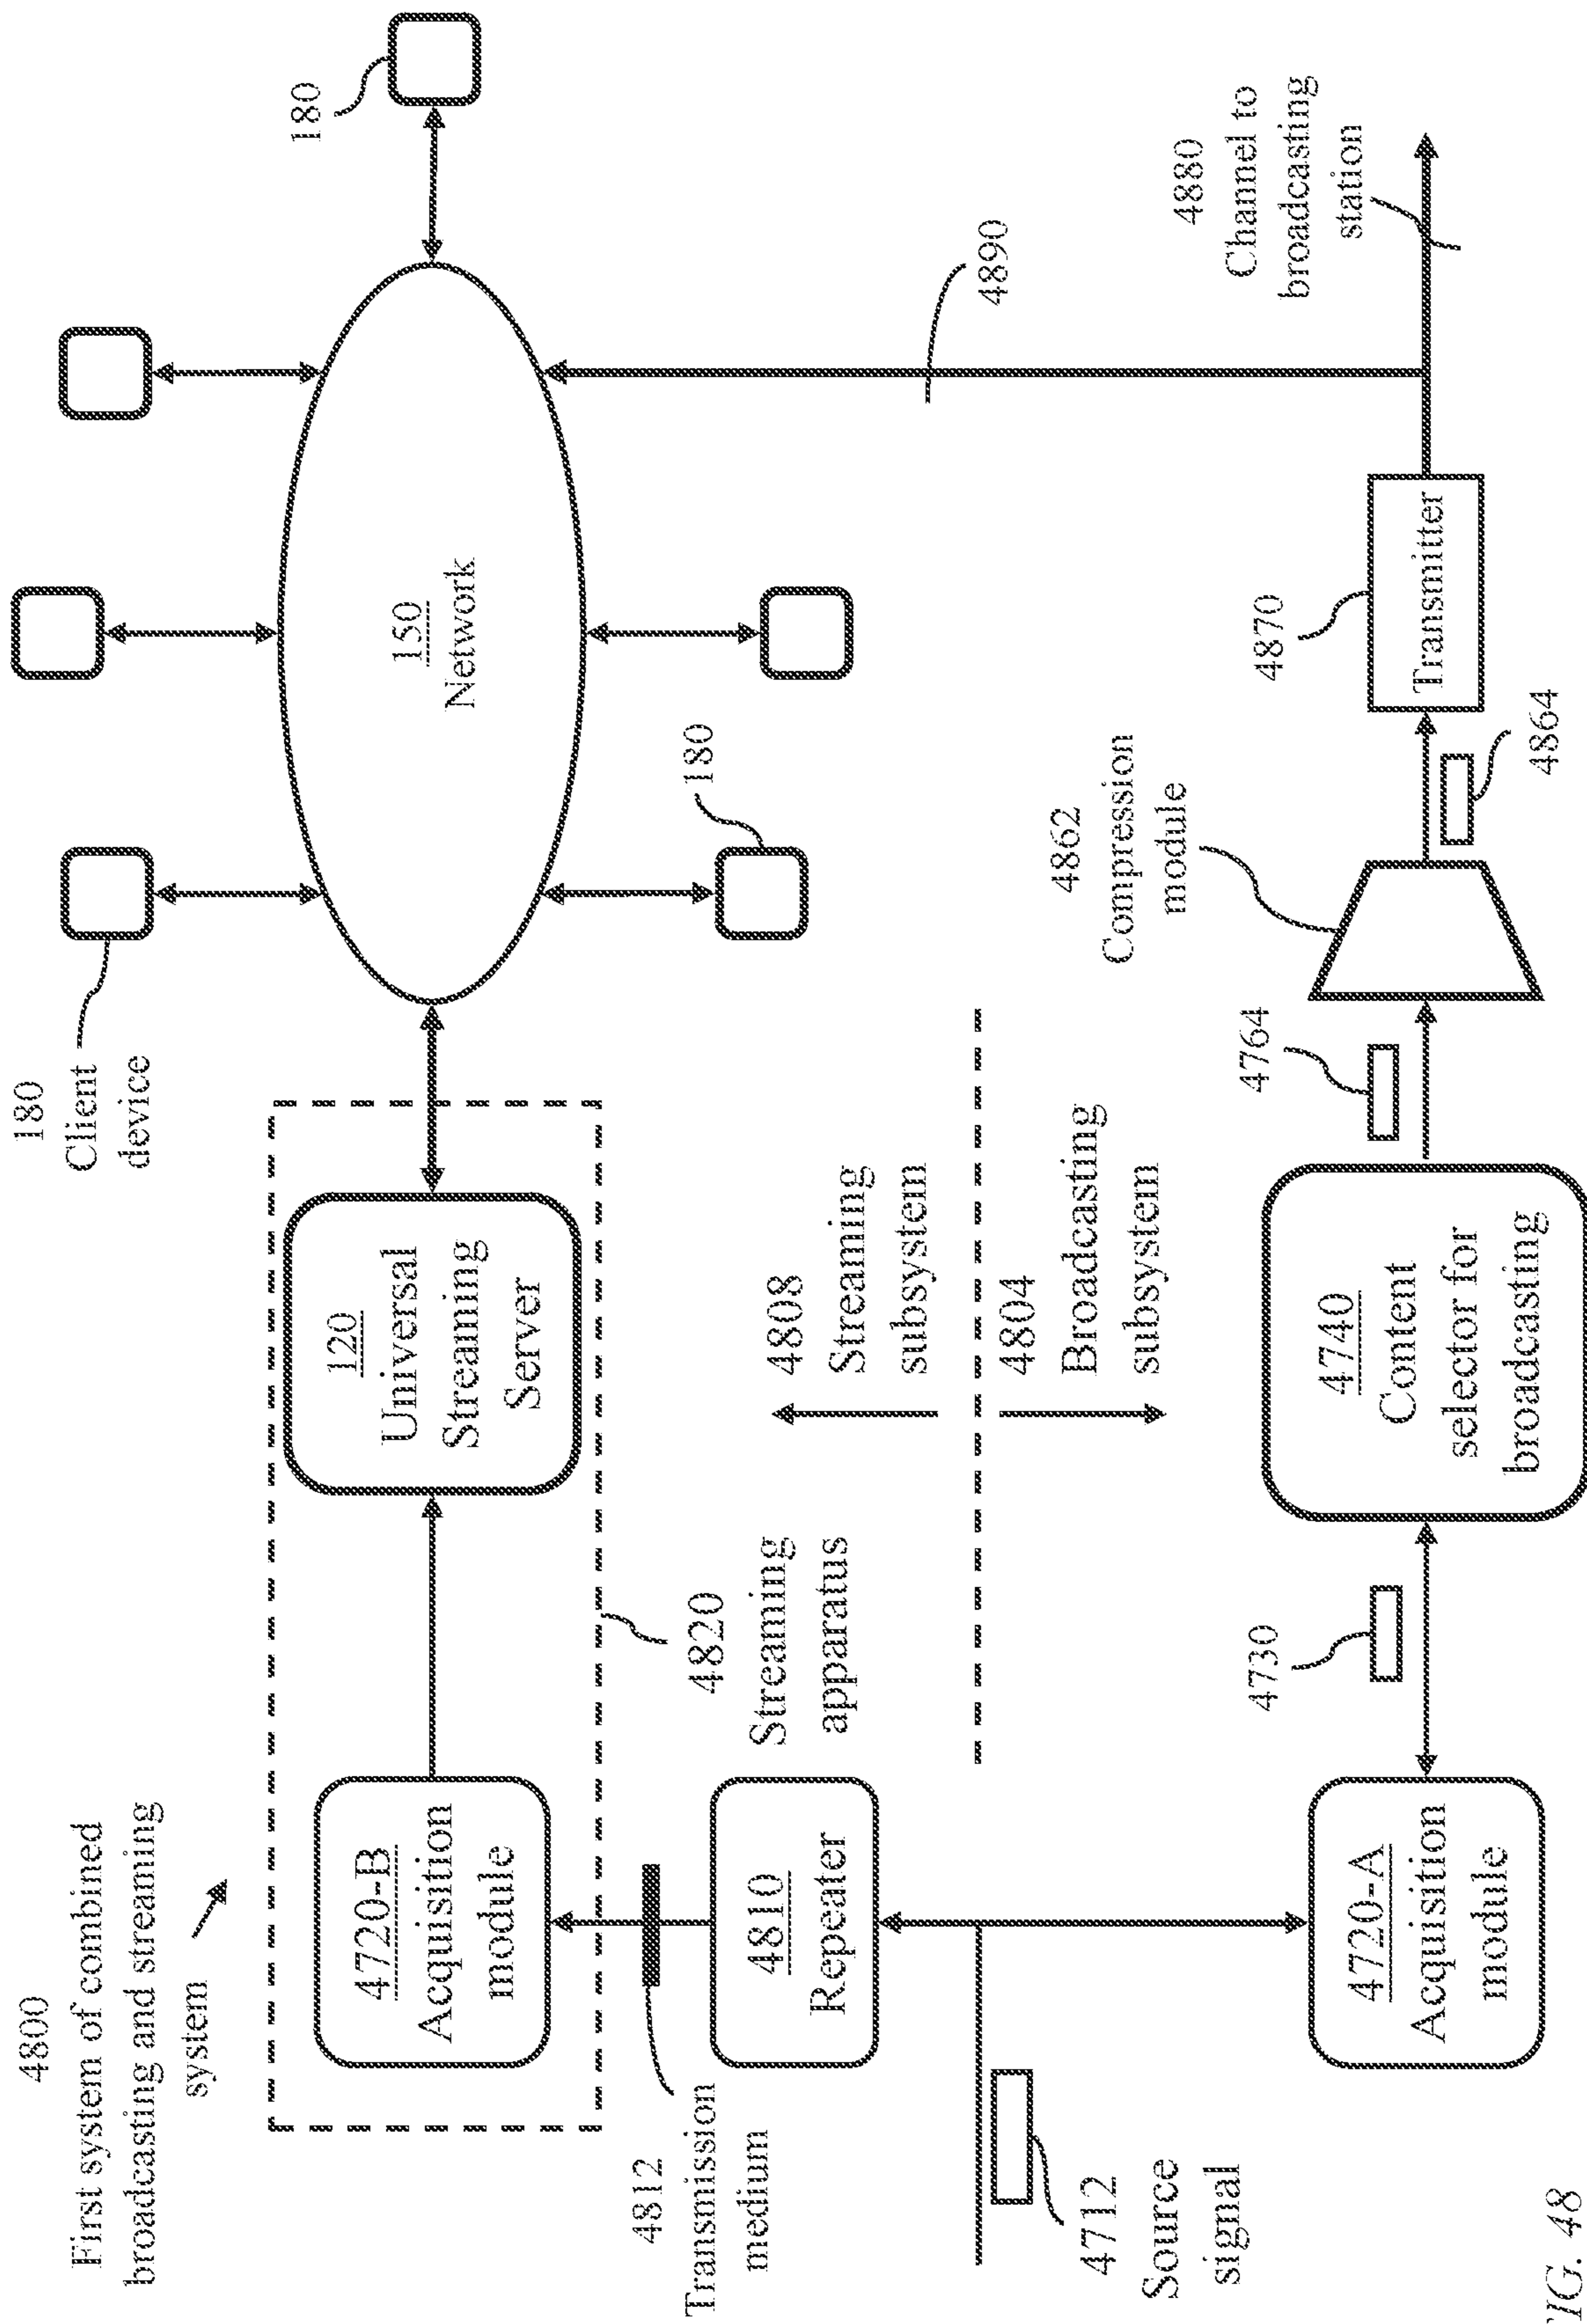 4800
First system of combined
broadcasting and streaming
system
180
Client
device
180
4720-B
Acquisition
module
120
Universal
Streaming
Server
150
Network
4812
Transmission
medium
4810
Repeater
4820
Streaming
apparatus
180
4808
Streaming
subsystem
4804
Broadcasting
subsystem
4890
4712
Source
signal
4720-A
Acquisition
module
4730
4740
Content
selector for
broadcasting
4764
4862
Compression
module
4864
4870
Transmitter
4880
Channel to
broadcasting
station
FIG. 48